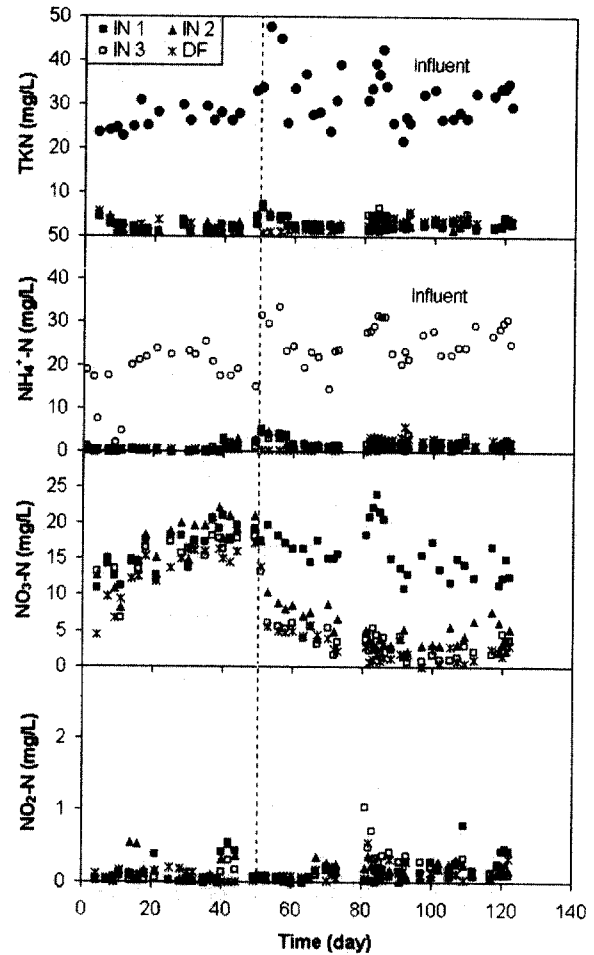 50
■ IN 1 ▲ IN 2
○ IN 3 ✳ DF
40
30
20
10
50
TKN (mg/L)
Influent
40
30
20
10
0
NH₄⁺-N (mg/L)
Influent
25
20
15
10
5
0
NO₃-N (mg/L)
2
1
0
NO₂-N (mg/L)
0 20 40 60 80 100 120 140
Time (day)